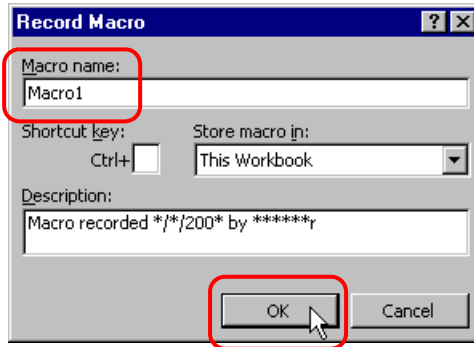 Record Macro
Macro name:
Macro1
Shortcut key: Store macro in:
Ctrl+ This Workbook
Description:
Macro recorded */*/200* by ******r
OK Cancel